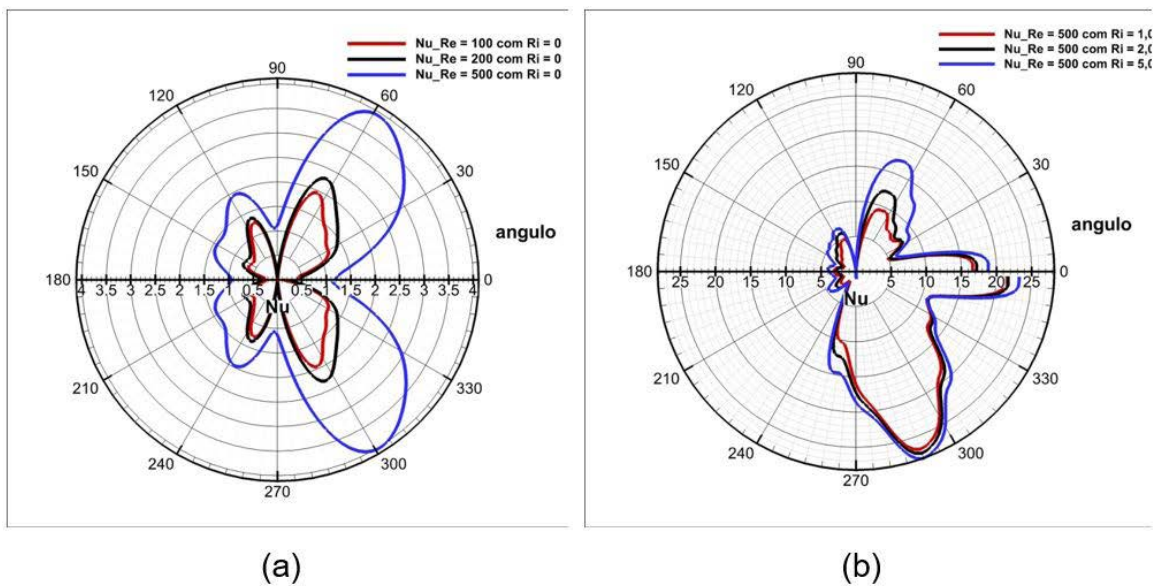 Nu_Re = 100 com Ri = 0
Nu_Re = 200 com Ri = 0
Nu_Re = 500 com Ri = 0
90
120
60
150
30
angulo
180
0
4 3.5 3 2.5 2 1.5 1 0.5 0.5 1 1.5 2 2.5 3 3.5 4
Nu
210
330
240
300
270
(a)
Nu_Re = 500 com Ri = 1,0
Nu_Re = 500 com Ri = 2,0
Nu_Re = 500 com Ri = 5,0
90
120
60
150
30
angulo
180
0
25 20 15 10 5 5 10 15 20 25
Nu
210
330
240
300
270
(b)